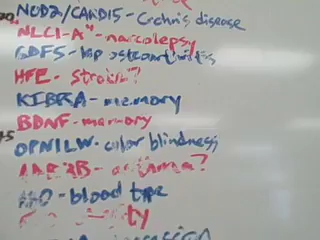 NOD2/CARD15 - Crohns disease
"NLC1-A" - narcolepsy
GDF5 - hip osteoarthritis
HFE - stroke?
KIBRA - memory
BDNF - memory
OPN1LW - color blindness
- asthma?
- blood type